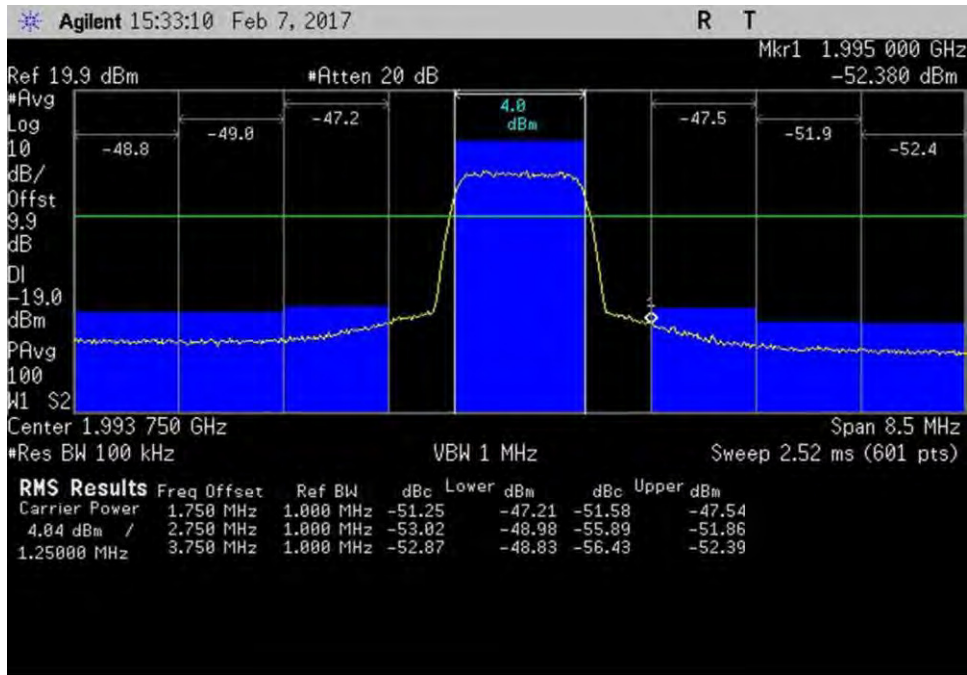 Agilent 15:33:10 Feb 7, 2017 R T
Mkr1 1.995 000 GHz
Ref 19.9 dBm #Atten 20 dB -52.380 dBm
#Avg
Log
10
dB/
Offst
9.9
dB
DI
-19.0
dBm
PAvg
100
W1 S2
-48.8
-49.0
-47.2
4.0
dBm
-47.5
-51.9
-52.4
1
Center 1.993 750 GHz Span 8.5 MHz
#Res BW 100 kHz VBW 1 MHz Sweep 2.52 ms (601 pts)
RMS Results Freq Offset Ref BW dBc Lower dBm dBc Upper dBm
Carrier Power 1.750 MHz 1.000 MHz -51.25 -47.21 -51.58 -47.54
4.04 dBm / 2.750 MHz 1.000 MHz -53.02 -48.98 -55.89 -51.86
1.25000 MHz 3.750 MHz 1.000 MHz -52.87 -48.83 -56.43 -52.39